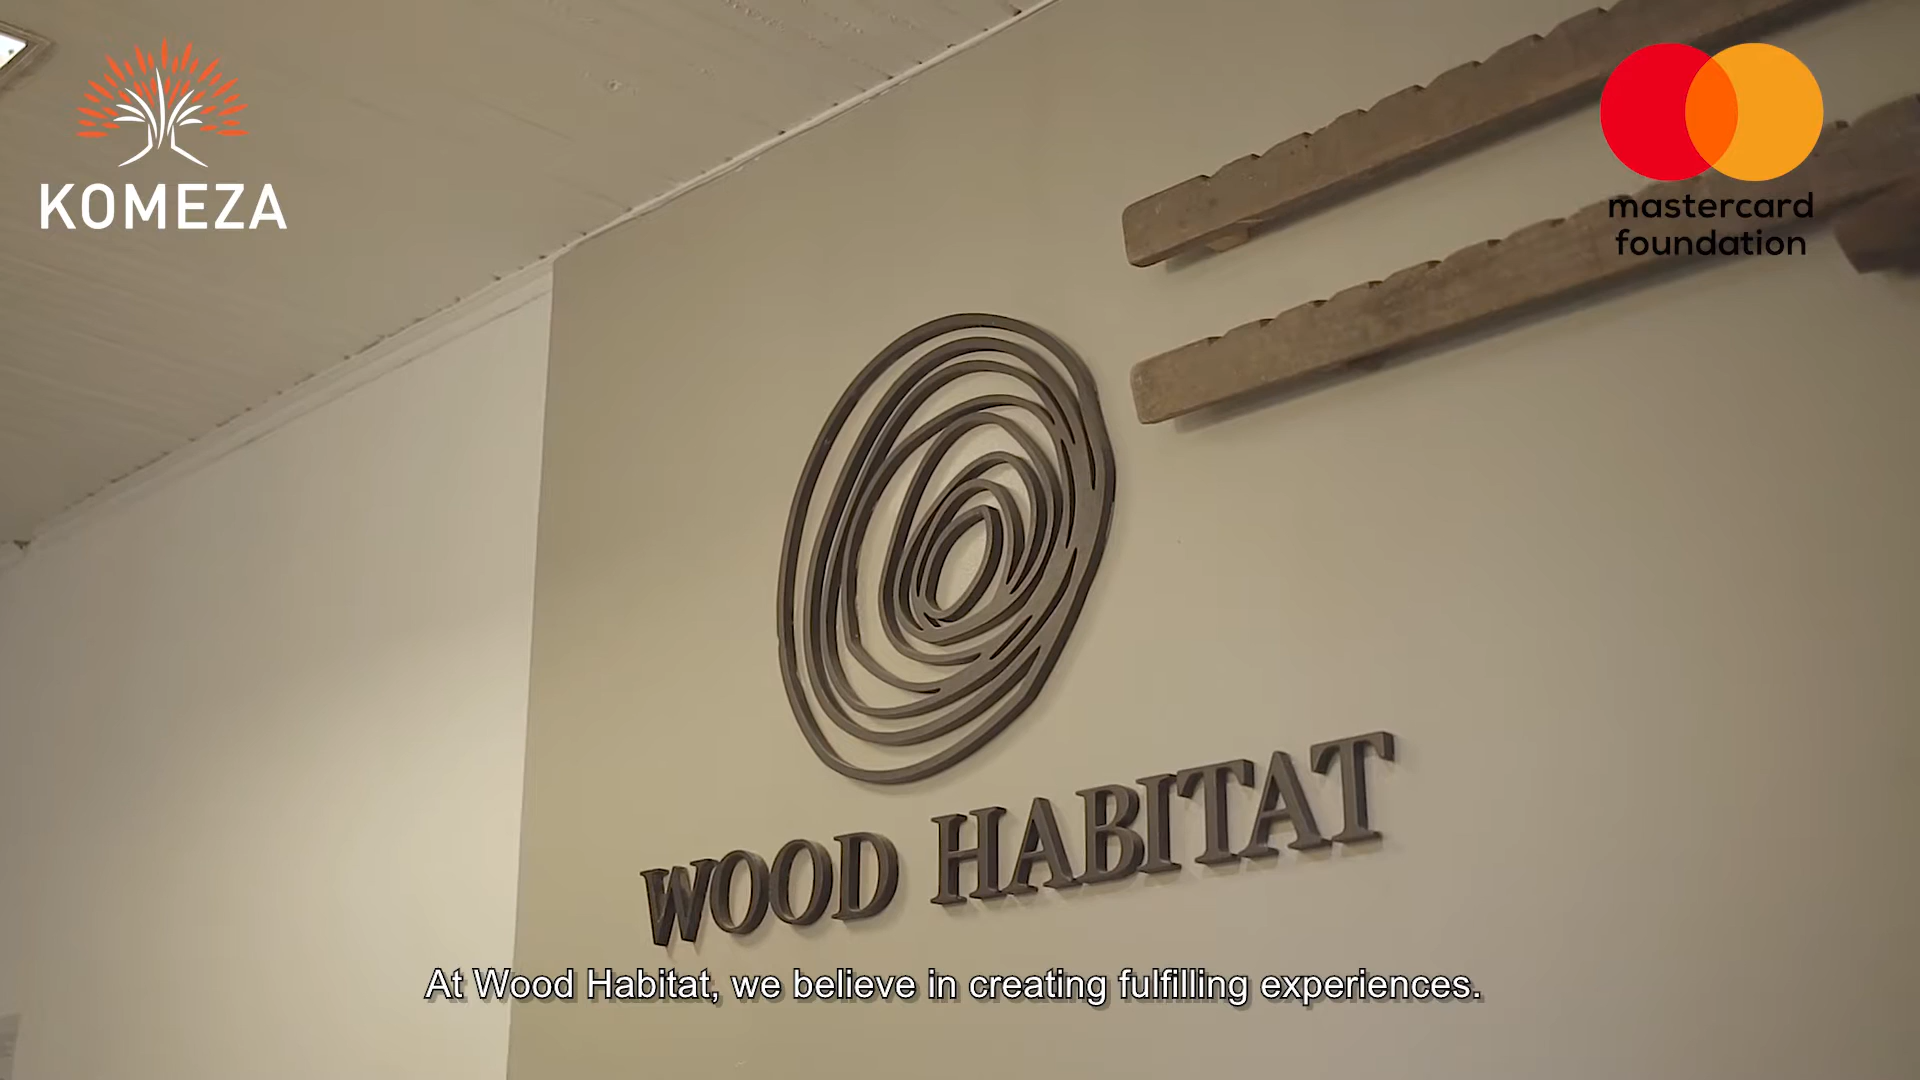 KOMEZA
mastercard
foundation
WOOD HABITAT
At Wood Habitat, we believe in creating fulfilling experiences.